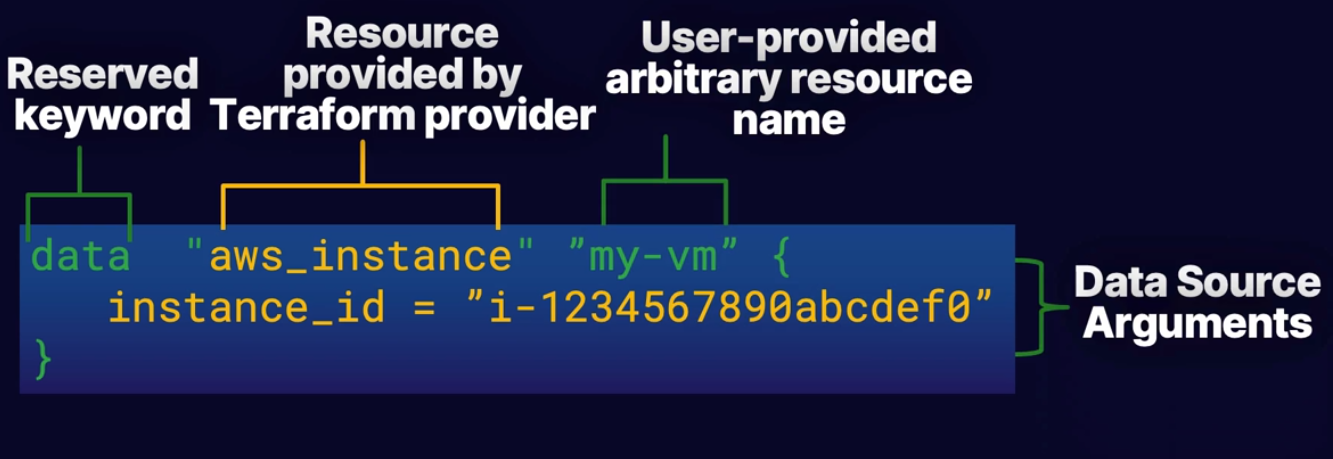 Reserved
keyword
Resource
provided by
Terraform provider
User-provided
arbitrary resource
name
data "aws_instance" ”my-vm” {
instance_id = ”i-1234567890abcdef0”
}
Data Source
Arguments